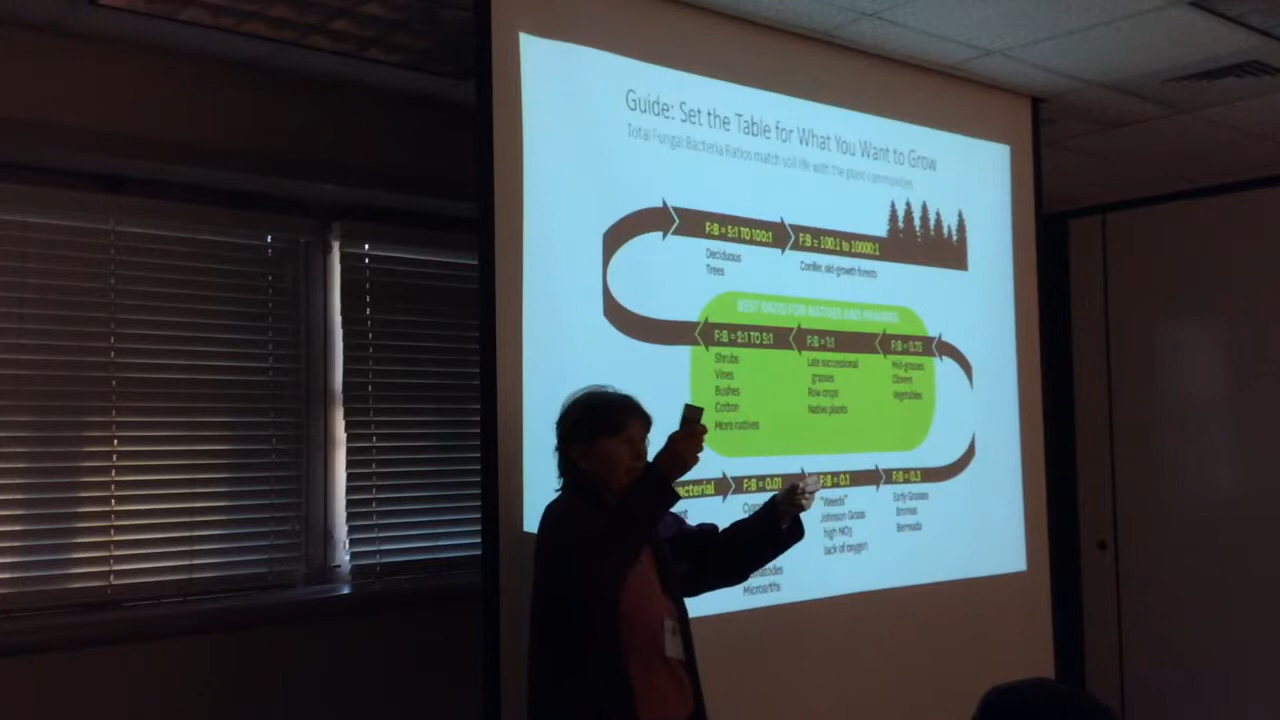 Guide: Set the Table for What You Want to Grow
Total Fungal:Bacteria Ratios match soil life with the plant communities
F:B = 5:1 TO 100:1
Deciduous
Trees
F:B = 100:1 to 10000:1
Conifer, old-growth forests
BEST RATIO FOR NATIVES AND PRAIRIES
F:B = 2:1 TO 5:1
Shrubs
Vines
Bushes
Cotton
More natives
F:B = 1:1
Late successional
grasses
Row crops
Native plants
F:B = 0.75
Mid-grasses
Clovers
Vegetables
F:B = 0.01
F:B = 0.1
"Weeds"
Johnson Grass
high NO3
lack of oxygen
F:B = 0.3
Early Grasses
Bromus
Bermuda